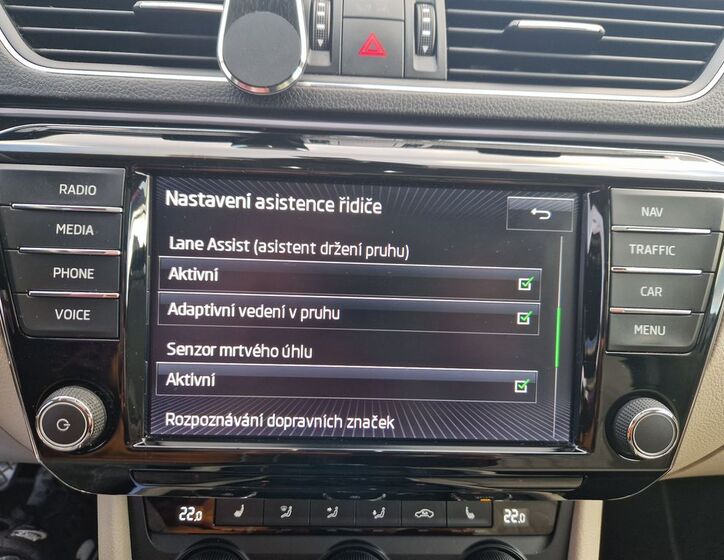 RADIO
MEDIA
PHONE
VOICE
Nastavení asistence řidiče
Lane Assist (asistent držení pruhu)
Aktivní
Adaptivní vedení v pruhu
Senzor mrtvého úhlu
Aktivní
Rozpoznávání dopravních značek
NAV
TRAFFIC
CAR
MENU
22.0
22.0